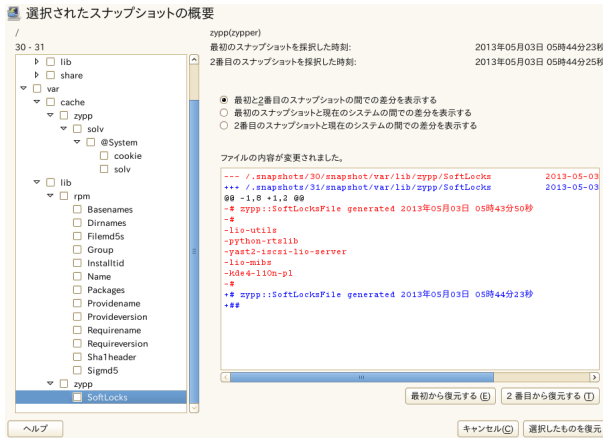 選択されたスナップショットの概要
/
30 - 31
lib
share
var
cache
zypp
solv
@System
cookie
solv
lib
rpm
Basenames
Dirnames
Filemd5s
Group
Installtid
Name
Packages
Providename
Provideversion
Requirename
Requireversion
Sha1header
Sigmd5
zypp
SoftLocks
zypp(zypper)
最初のスナップショットを採択した時刻: 2013年05月03日 05時44分23秒
2番目のスナップショットを採択した時刻: 2013年05月03日 05時44分25秒
最初と2番目のスナップショットの間での差分を表示する
最初のスナップショットと現在のシステムの間での差分を表示する
2番目のスナップショットと現在のシステムの間での差分を表示する
ファイルの内容が変更されました。
--- /.snapshots/30/snapshot/var/lib/zypp/SoftLocks 2013-05-03
+++ /.snapshots/31/snapshot/var/lib/zypp/SoftLocks 2013-05-03
@@ -1,8 +1,2 @@
-# zypp::SoftLocksFile generated 2013年05月03日 05時43分50秒
-#
-lio-utils
-python-rtslib
-yast2-iscsi-lio-server
-lio-mibs
-kde4-l10n-pl
-#
+# zypp::SoftLocksFile generated 2013年05月03日 05時44分23秒
+##
最初から復元する (E) 2 番目から復元する (T)
ヘルプ キャンセル(C) 選択したものを復元